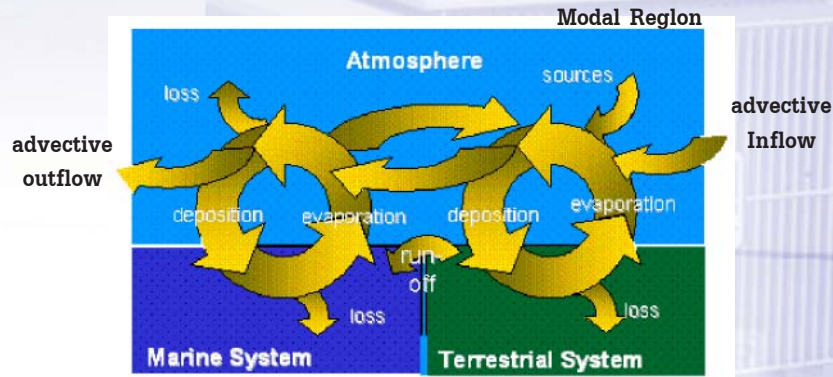 Modal Reglon
Atmosphere
loss
sources
advective
outflow
advective
Inflow
deposition
evaporation
deposition
evaporation
run-
off
loss
loss
Marine System
Terrestrial System